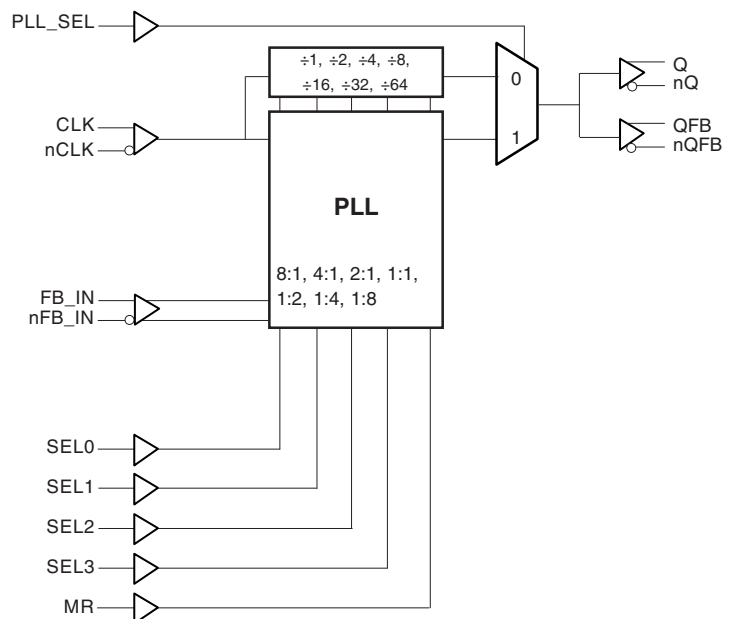 PLL_SEL
÷1, ÷2, ÷4, ÷8,
÷16, ÷32, ÷64
0
1
Q
nQ
QFB
nQFB
CLK
nCLK
PLL
8:1, 4:1, 2:1, 1:1,
1:2, 1:4, 1:8
FB_IN
nFB_IN
SEL0
SEL1
SEL2
SEL3
MR